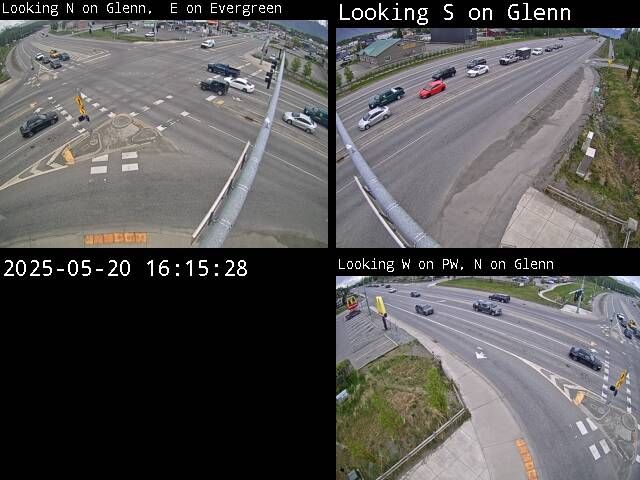 Looking N on Glenn,  E on Evergreen
Looking S on Glenn
2025-05-20 16:15:28
Looking W on PW, N on Glenn